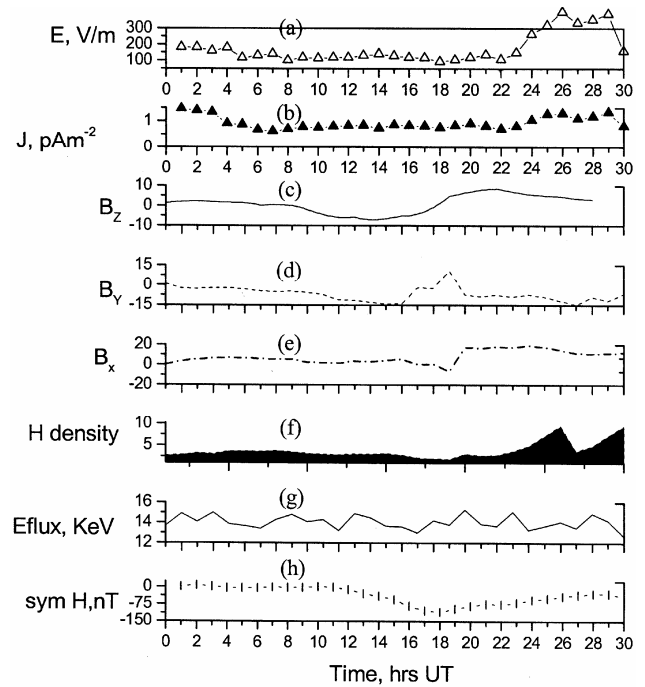 (a)
E, V/m
300
200
100
0 2 4 6 8 10 12 14 16 18 20 22 24 26 28 30
(b)
J, pAm-2
1
0
0 2 4 6 8 10 12 14 16 18 20 22 24 26 28 30
(c)
BZ
10
0
-10
(d)
BY
15
0
-15
(e)
Bx
20
0
-20
(f)
H density
10
5
(g)
Eflux, KeV
16
14
12
(h)
sym H,nT
0
-75
-150
0 2 4 6 8 10 12 14 16 18 20 22 24 26 28 30
Time, hrs UT